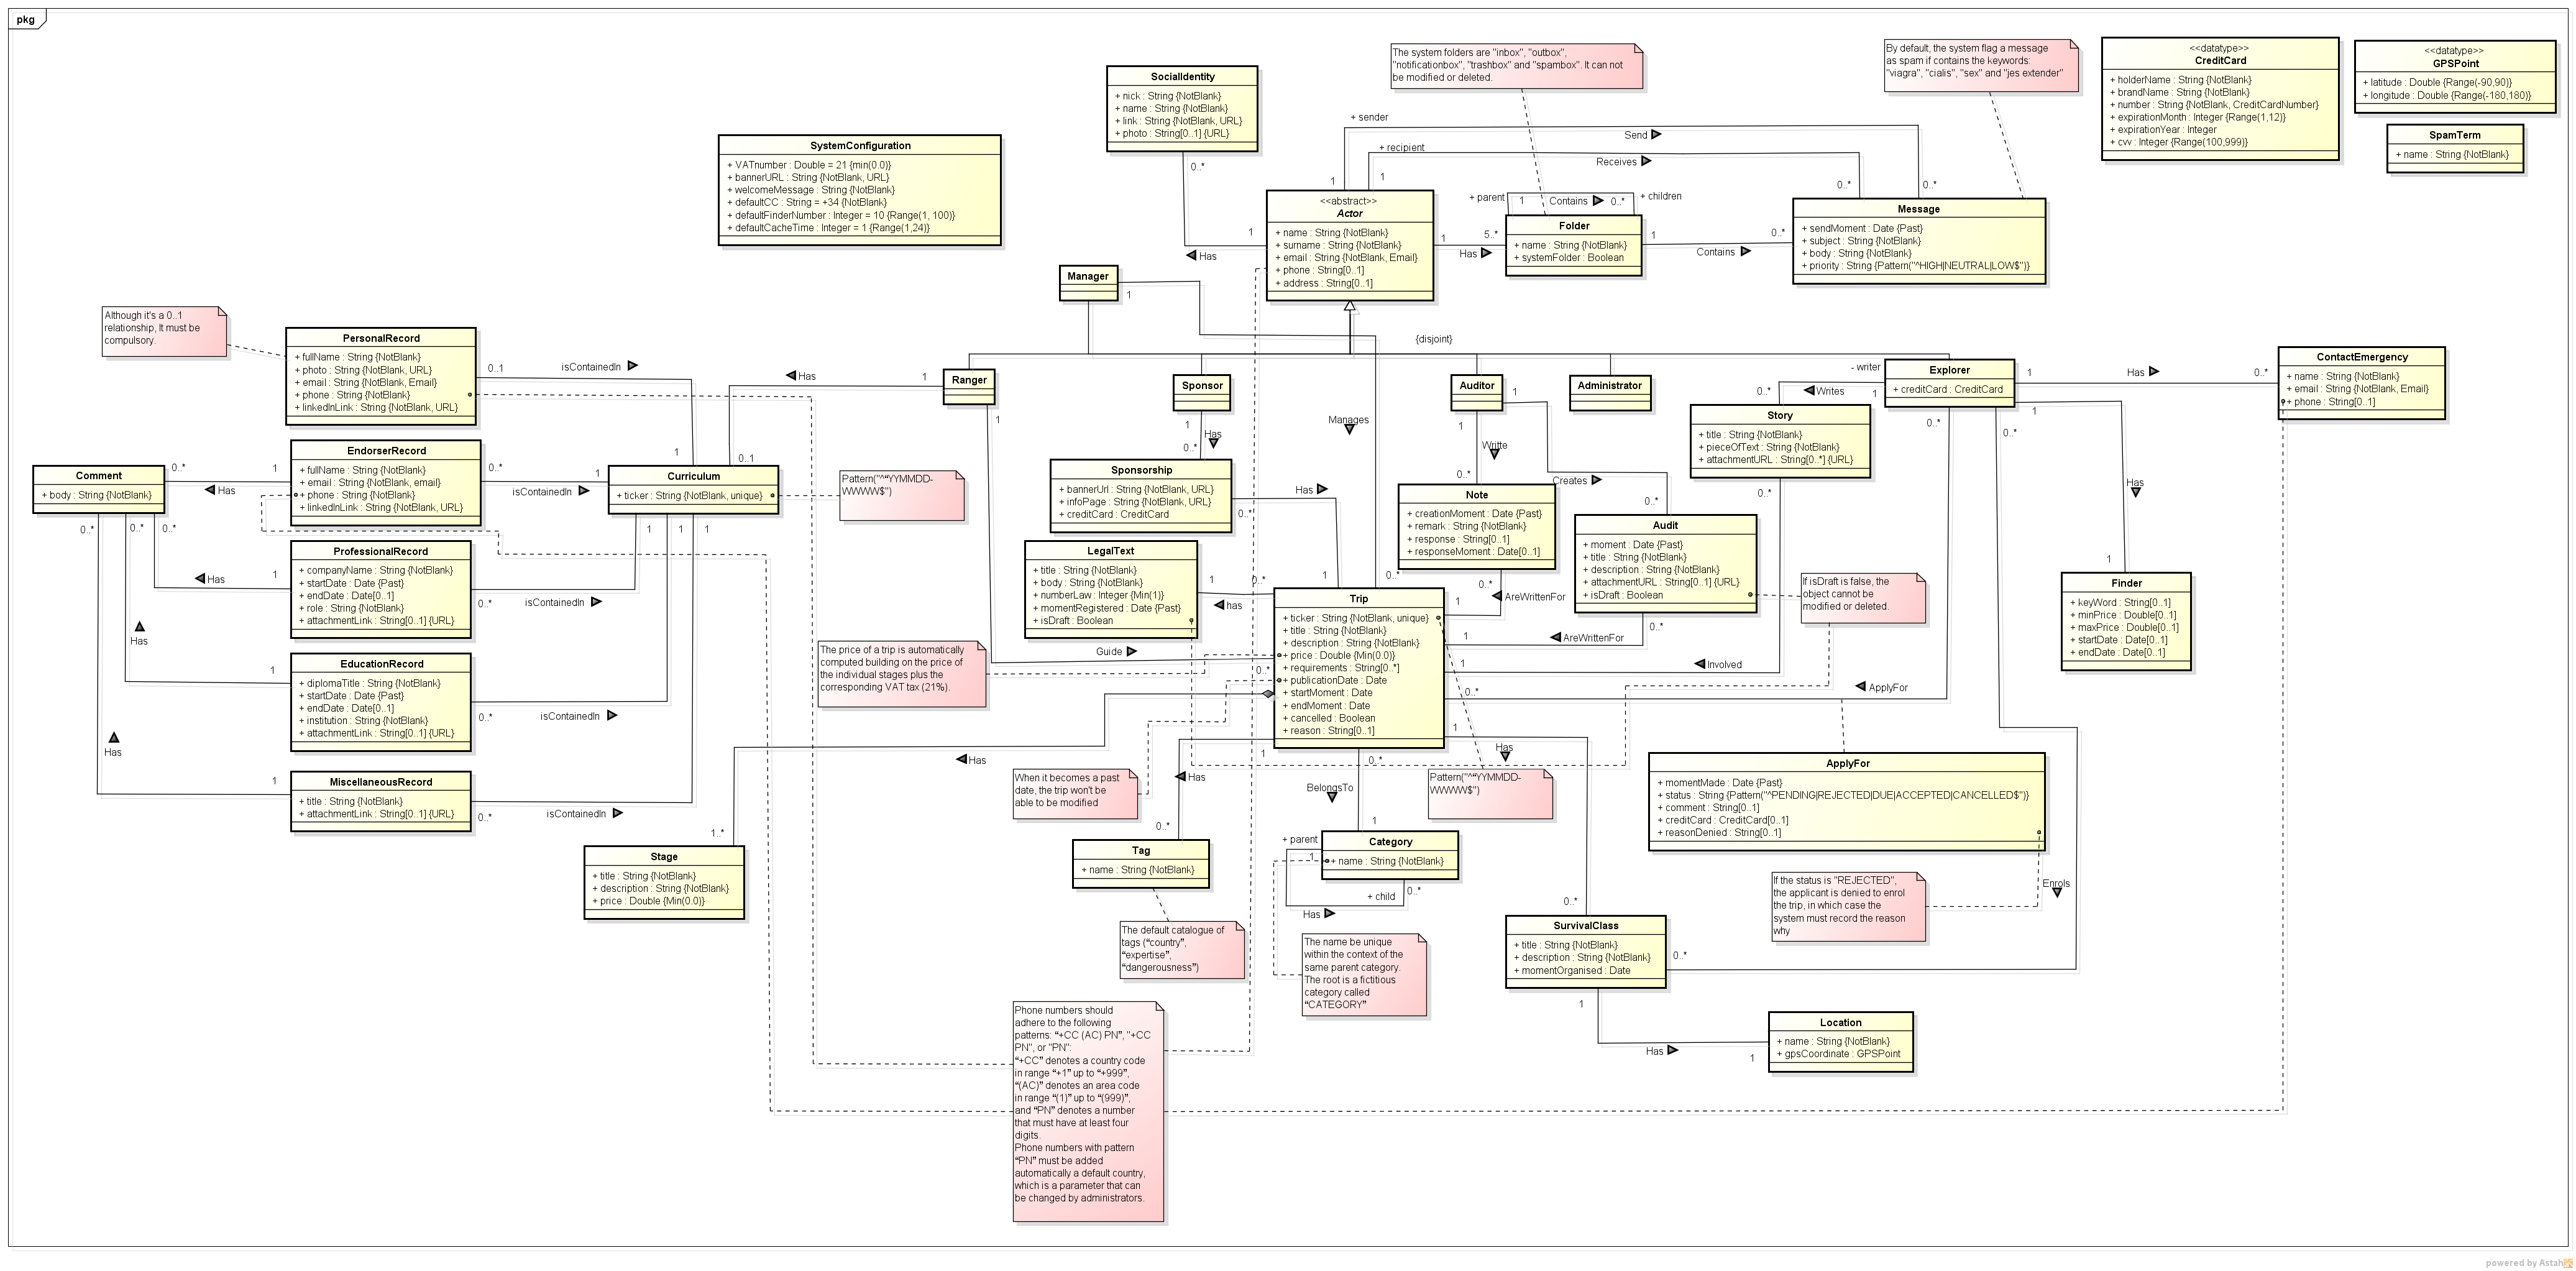 pkg
SocialIdentity
+ nick : String {NotBlank}
+ name : String {NotBlank}
+ link : String {NotBlank, URL}
+ photo : String[0..1] {URL}
The system folders are "inbox", "outbox",
"notificationbox", "trashbox" and "spambox". It can not
be modified or deleted.
By default, the system flag a message
as spam if contains the keywords:
"viagra", "cialis", "sex" and "jes extender"
<<datatype>>
CreditCard
+ holderName : String {NotBlank}
+ brandName : String {NotBlank}
+ number : String {NotBlank, CreditCardNumber}
+ expirationMonth : Integer {Range(1,12)}
+ expirationYear : Integer
+ cvv : Integer {Range(100,999)}
<<datatype>>
GPSPoint
+ latitude : Double {Range(-90,90)}
+ longitude : Double {Range(-180,180)}
SpamTerm
+ name : String {NotBlank}
SystemConfiguration
+ VATnumber : Double = 21 {min(0.0)}
+ bannerURL : String {NotBlank, URL}
+ welcomeMessage : String {NotBlank}
+ defaultCC : String = +34 {NotBlank}
+ defaultFinderNumber : Integer = 10 {Range(1, 100)}
+ defaultCacheTime : Integer = 1 {Range(1,24)}
+ sender
Send
+ recipient
Receives
1
1
0..*
0..*
0..*
1
Has
<<abstract>>
Actor
+ name : String {NotBlank}
+ surname : String {NotBlank}
+ email : String {NotBlank, Email}
+ phone : String[0..1]
+ address : String[0..1]
1
Has
5..*
+ parent
1
Contains
0..*
+ children
Folder
+ name : String {NotBlank}
+ systemFolder : Boolean
1
Contains
0..*
Message
+ sendMoment : Date {Past}
+ subject : String {NotBlank}
+ body : String {NotBlank}
+ priority : String {Pattern("^HIGH|NEUTRAL|LOW$")}
Manager
1
{disjoint}
Although it's a 0..1
relationship, It must be
compulsory.
PersonalRecord
+ fullName : String {NotBlank}
+ photo : String {NotBlank, URL}
+ email : String {NotBlank, Email}
+ phone : String {NotBlank}
+ linkedInLink : String {NotBlank, URL}
0..1
isContainedIn
1
Has
1
0..1
Ranger
1
Sponsor
1
Has
0..*
Manages
Auditor
1
1
Writte
0..*
Administrator
- writer
0..*
Writes
1
Explorer
+ creditCard : CreditCard
1
Has
0..*
1
0..*
0..*
ContactEmergency
+ name : String {NotBlank}
+ email : String {NotBlank, Email}
+ phone : String[0..1]
Story
+ title : String {NotBlank}
+ pieceOfText : String {NotBlank}
+ attachmentURL : String[0..*] {URL}
0..*
EndorserRecord
+ fullName : String {NotBlank}
+ email : String {NotBlank, email}
+ phone : String {NotBlank}
+ linkedInLink : String {NotBlank, URL}
0..*
Has
1
0..*
isContainedIn
1
Comment
+ body : String {NotBlank}
0..*
0..*
0..*
Curriculum
+ ticker : String {NotBlank, unique}
1
1
1
Pattern("^“YYMMDD-
WWWW$")
Sponsorship
+ bannerUrl : String {NotBlank, URL}
+ infoPage : String {NotBlank, URL}
+ creditCard : CreditCard
Has
0..*
1
Note
+ creationMoment : Date {Past}
+ remark : String {NotBlank}
+ response : String[0..1]
+ responseMoment : Date[0..1]
0..*
AreWrittenFor
1
Creates
0..*
Audit
+ moment : Date {Past}
+ title : String {NotBlank}
+ description : String {NotBlank}
+ attachmentURL : String[0..1] {URL}
+ isDraft : Boolean
0..*
AreWrittenFor
1
If isDraft is false, the
object cannot be
modified or deleted.
Has
1
Finder
+ keyWord : String[0..1]
+ minPrice : Double[0..1]
+ maxPrice : Double[0..1]
+ startDate : Date[0..1]
+ endDate : Date[0..1]
ProfessionalRecord
+ companyName : String {NotBlank}
+ startDate : Date {Past}
+ endDate : Date[0..1]
+ role : String {NotBlank}
+ attachmentLink : String[0..1] {URL}
Has
1
0..*
isContainedIn
LegalText
+ title : String {NotBlank}
+ body : String {NotBlank}
+ numberLaw : Integer {Min(1)}
+ momentRegistered : Date {Past}
+ isDraft : Boolean
1
has
0..*
0..*
Trip
+ ticker : String {NotBlank, unique}
+ title : String {NotBlank}
+ description : String {NotBlank}
+ price : Double {Min(0.0)}
+ requirements : String[0..*]
+ publicationDate : Date
+ startMoment : Date
+ endMoment : Date
+ cancelled : Boolean
+ reason : String[0..1]
Guide
0..*
1
Involved
0..*
ApplyFor
The price of a trip is automatically
computed building on the price of
the individual stages plus the
corresponding VAT tax (21%).
Has
1
EducationRecord
+ diplomaTitle : String {NotBlank}
+ startDate : Date {Past}
+ endDate : Date[0..1]
+ institution : String {NotBlank}
+ attachmentLink : String[0..1] {URL}
0..*
isContainedIn
Has
1
MiscellaneousRecord
+ title : String {NotBlank}
+ attachmentLink : String[0..1] {URL}
0..*
isContainedIn
Has
1..*
Stage
+ title : String {NotBlank}
+ description : String {NotBlank}
+ price : Double {Min(0.0)}
When it becomes a past
date, the trip won't be
able to be modified
1
Has
0..*
Tag
+ name : String {NotBlank}
The default catalogue of
tags (“country”,
“expertise”,
“dangerousness”)
0..*
BelongsTo
1
+ parent
1
Category
+ name : String {NotBlank}
+ child
0..*
Has
The name be unique
within the context of the
same parent category.
The root is a fictitious
category called
“CATEGORY”
1
Has
Pattern("^“YYMMDD-
WWWW$")
0..*
ApplyFor
+ momentMade : Date {Past}
+ status : String {Pattern("^PENDING|REJECTED|DUE|ACCEPTED|CANCELLED$")}
+ comment : String[0..1]
+ creditCard : CreditCard[0..1]
+ reasonDenied : String[0..1]
If the status is "REJECTED",
the applicant is denied to enrol
the trip, in which case the
system must record the reason
why
Enrols
SurvivalClass
+ title : String {NotBlank}
+ description : String {NotBlank}
+ momentOrganised : Date
0..*
1
Has
1
Location
+ name : String {NotBlank}
+ gpsCoordinate : GPSPoint
Phone numbers should
adhere to the following
patterns: “+CC (AC) PN”, "+CC
PN", or "PN":
“+CC” denotes a country code
in range “+1” up to “+999”,
“(AC)” denotes an area code
in range “(1)” up to “(999)”,
and “PN” denotes a number
that must have at least four
digits.
Phone numbers with pattern
“PN” must be added
automatically a default country,
which is a parameter that can
be changed by administrators.
powered by Astah